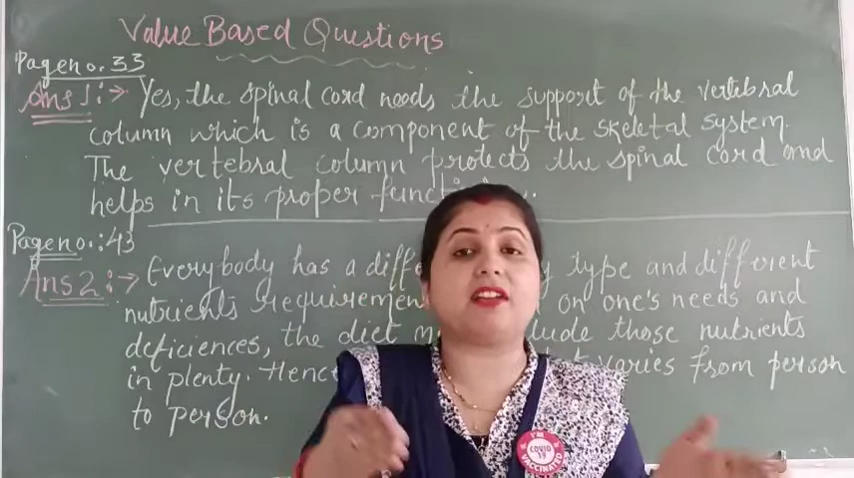 Value Based Questions
Page no. 33
Ans 1:→ Yes, the spinal cord needs the support of the vertebral
column which is a component of the skeletal system.
The vertebral column protects the spinal cord and
helps in its proper
Page no.:43
Ans 2:→ Everybody has a type and different
nutrients on one's needs and
deficiences, the diet those nutrients
in plenty. varies from person
to person.
I'M
COVID
19
VACCINATED